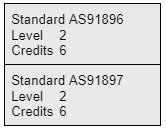 Standard AS91896
Level 2
Credits 6
Standard AS91897
Level 2
Credits 6